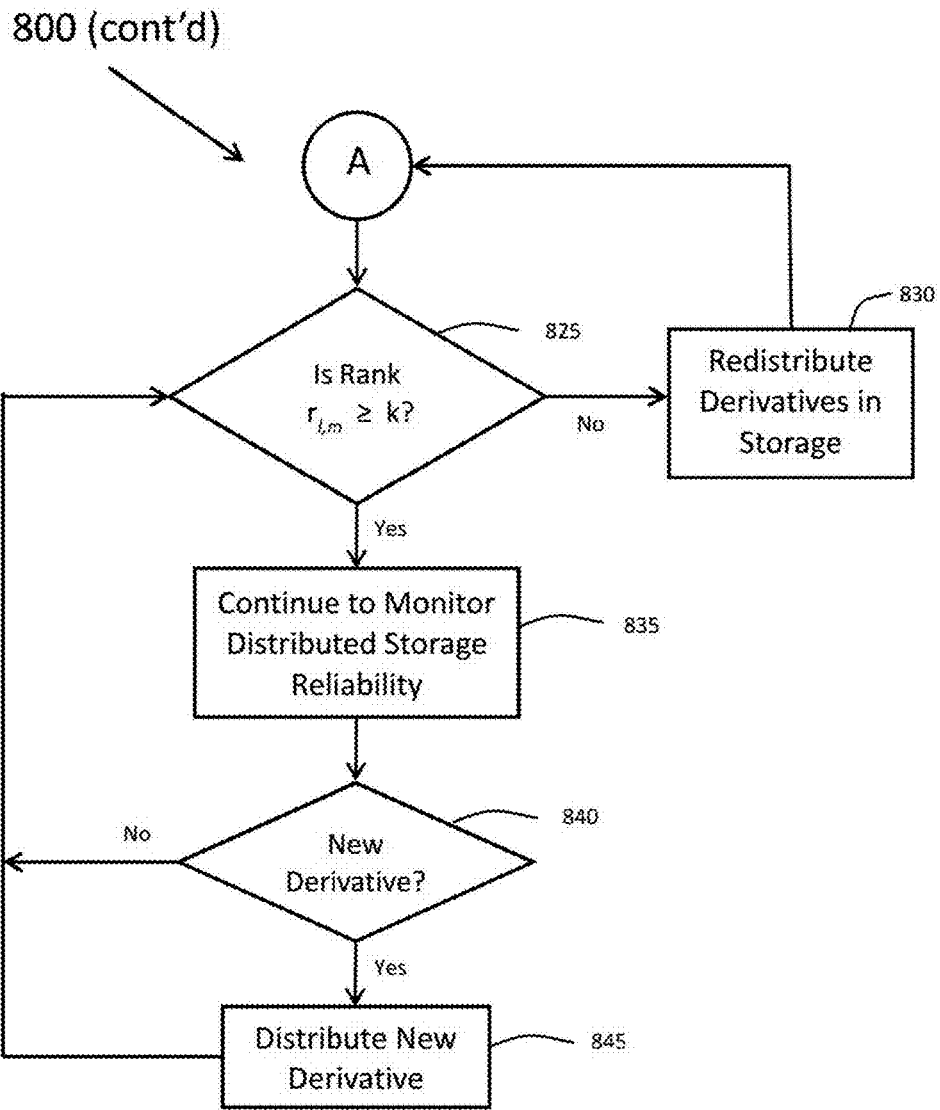 800 (cont’d)
A
830
825
Redistribute
Derivatives in
Storage
Is Rank
r_l,m ≥ k?
No
Yes
Continue to Monitor
Distributed Storage
Reliability
835
840
No
New
Derivative?
Yes
Distribute New
Derivative
845